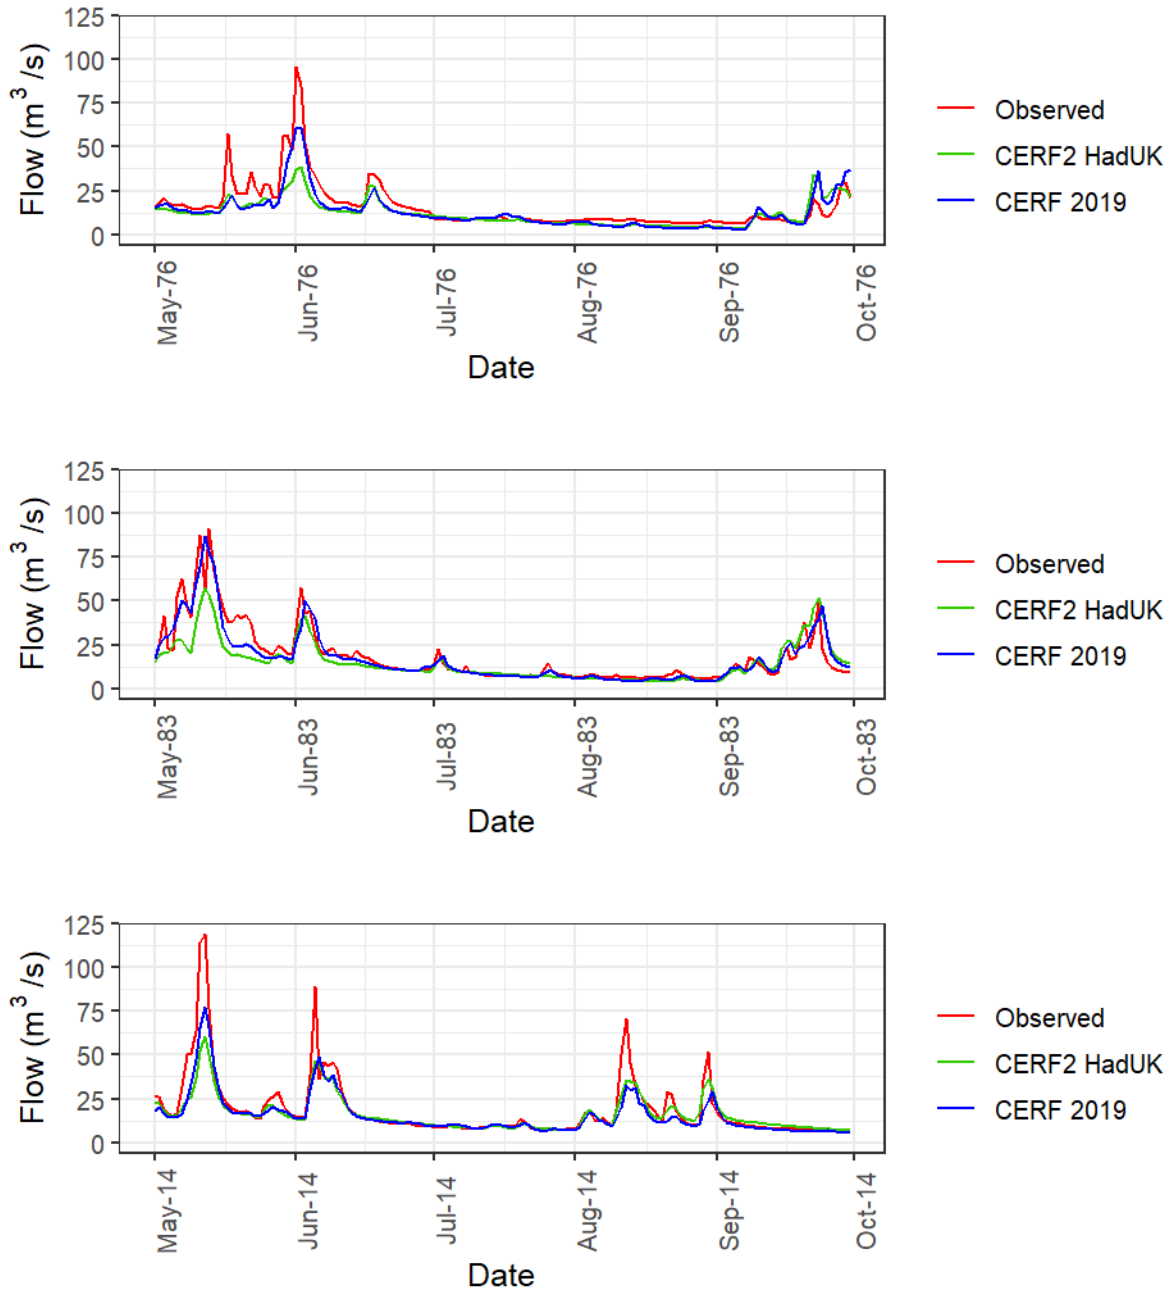 125
100
75
50
25
0
Flow (m³ /s)
May-76
Jun-76
Jul-76
Aug-76
Sep-76
Oct-76
Date
Observed
CERF2 HadUK
CERF 2019
125
100
75
50
25
0
Flow (m³ /s)
May-83
Jun-83
Jul-83
Aug-83
Sep-83
Oct-83
Date
Observed
CERF2 HadUK
CERF 2019
125
100
75
50
25
0
Flow (m³ /s)
May-14
Jun-14
Jul-14
Aug-14
Sep-14
Oct-14
Date
Observed
CERF2 HadUK
CERF 2019